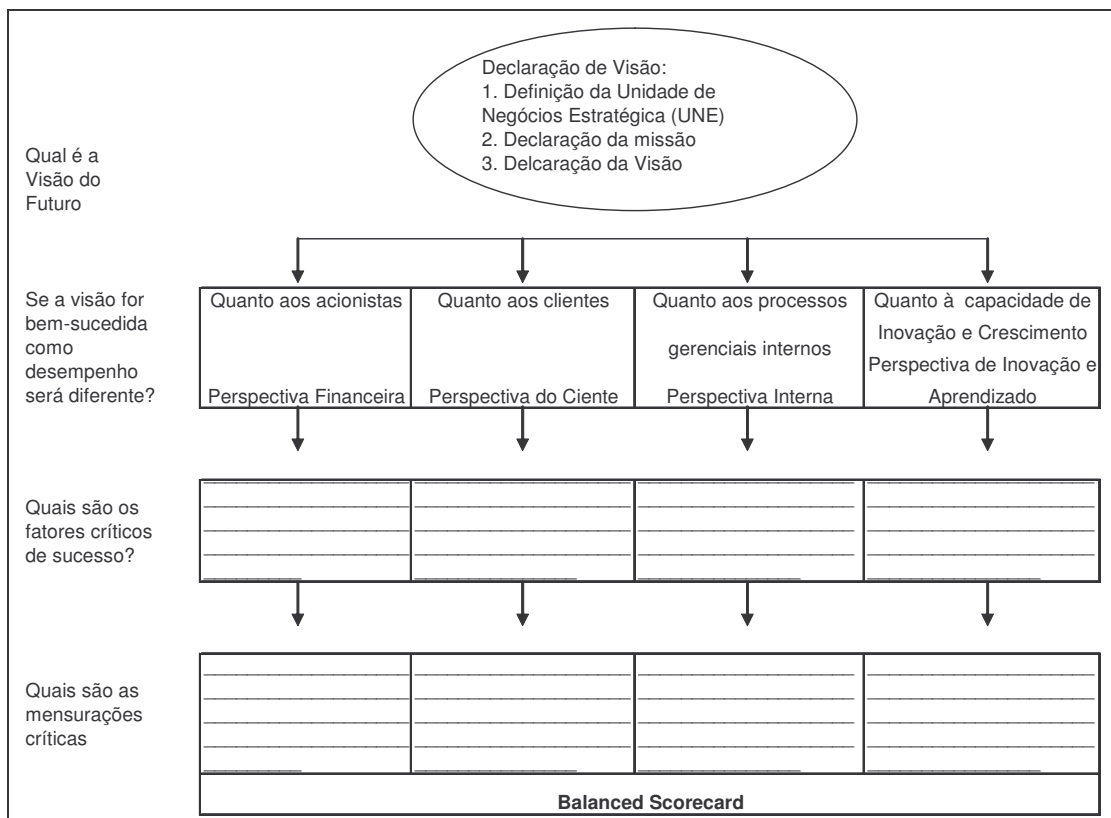 Declaração de Visão:
1. Definição da Unidade de
Negócios Estratégica (UNE)
2. Declaração da missão
3. Delcaração da Visão
Qual é a
Visão do
Futuro
Se a visão for
bem-sucedida
como
desempenho
será diferente?
Quanto aos acionistas
Perspectiva Financeira
Quanto aos clientes
Perspectiva do Ciente
Quanto aos processos
gerenciais internos
Perspectiva Interna
Quanto à capacidade de
Inovação e Crescimento
Perspectiva de Inovação e
Aprendizado
Quais são os
fatores críticos
de sucesso?
Quais são as
mensurações
críticas
Balanced Scorecard